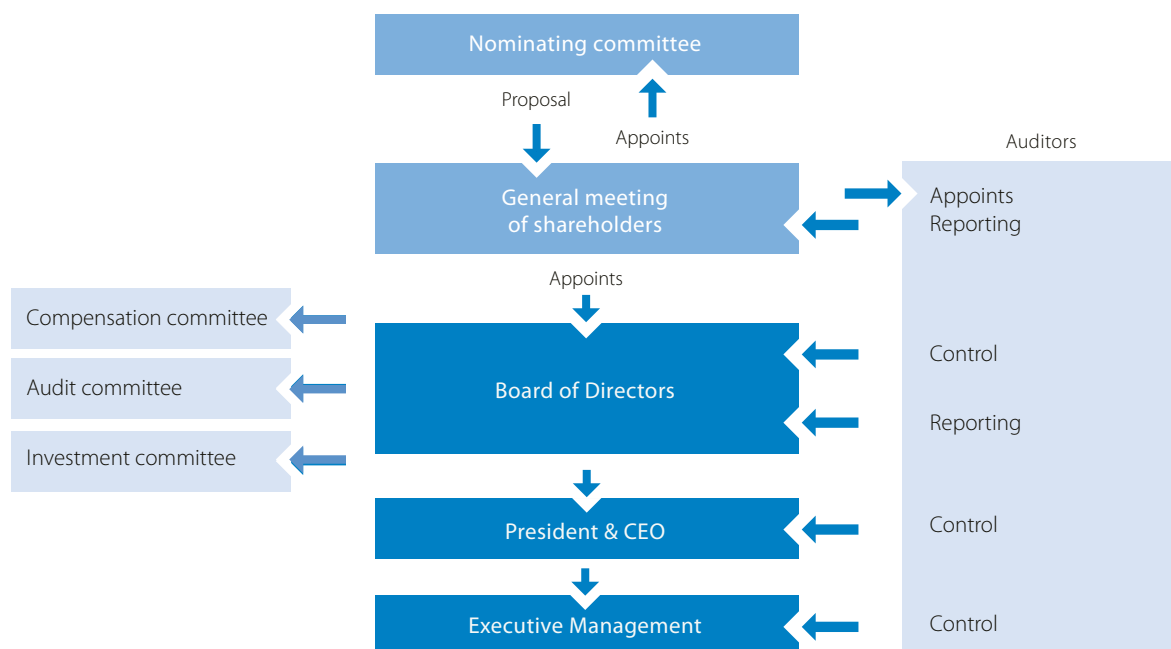 Nominating committee
Proposal
Appoints
Auditors
General meeting
of shareholders
Appoints
Reporting
Appoints
Compensation committee
Audit committee
Investment committee
Board of Directors
Control
Reporting
President & CEO
Control
Executive Management
Control